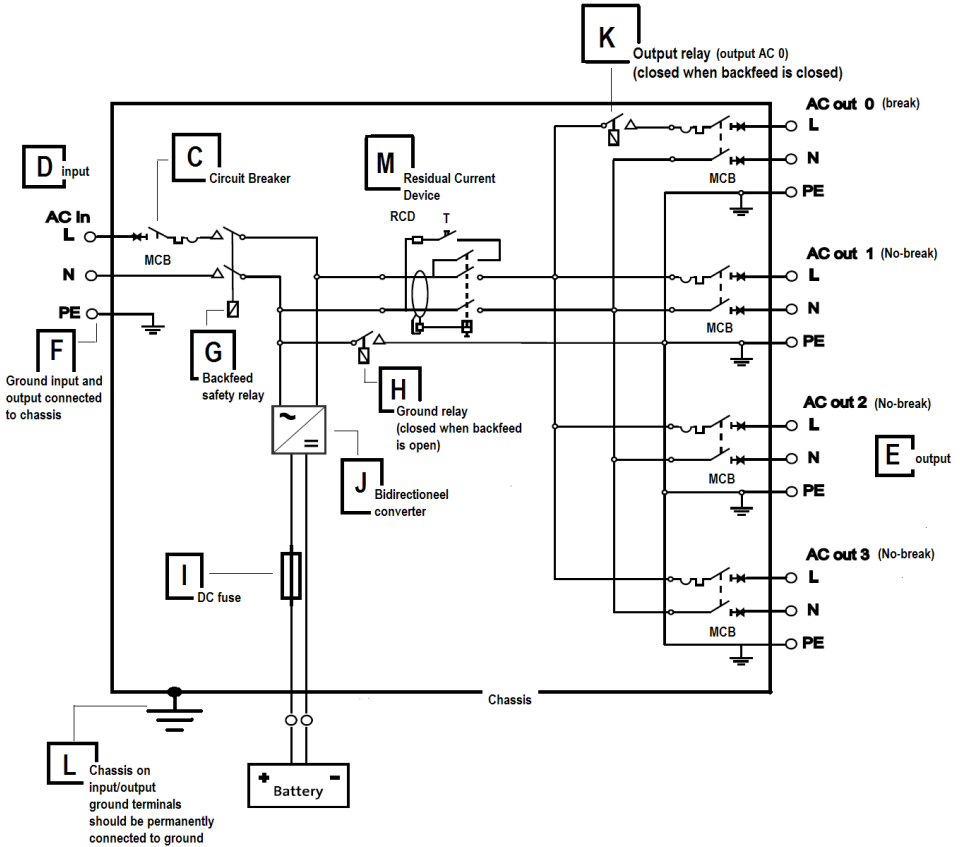 K
Output relay (output AC 0)
(closed when backfeed is closed)
AC out 0 (break)
L
N
MCB
PE
D input
C
Circuit Breaker
M
Residual Current
Device
AC In
L
MCB
N
PE
RCD T
AC out 1 (No-break)
L
N
MCB
PE
F
Ground input and
output connected
to chassis
G
Backfeed
safety relay
H
Ground relay
(closed when backfeed
is open)
~
=
J
Bidirectioneel
converter
AC out 2 (No-break)
L
N
MCB
PE
E output
I
DC fuse
AC out 3 (No-break)
L
N
MCB
PE
Chassis
L
Chassis on
input/output
ground terminals
should be permanently
connected to ground
+ -
Battery